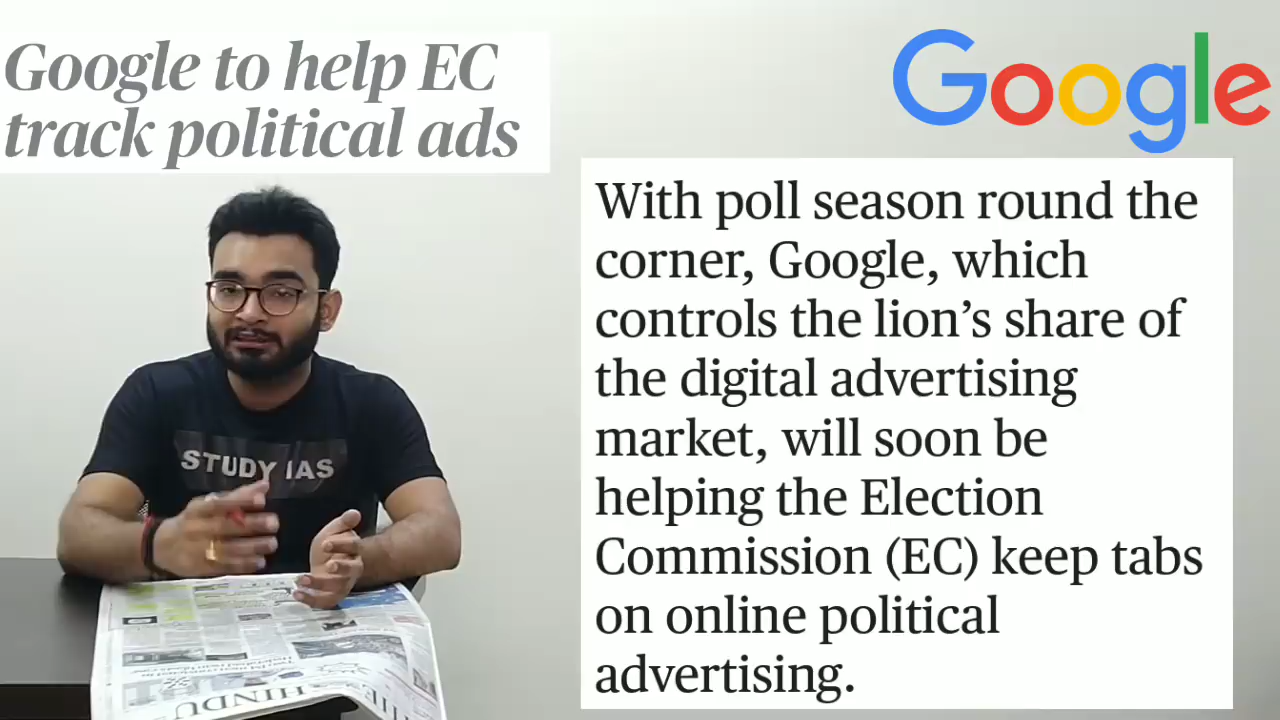 Google to help EC
track political ads
Google
With poll season round the
corner, Google, which
controls the lion’s share of
the digital advertising
market, will soon be
helping the Election
Commission (EC) keep tabs
on online political
advertising.
STUDY IAS
THE HINDU